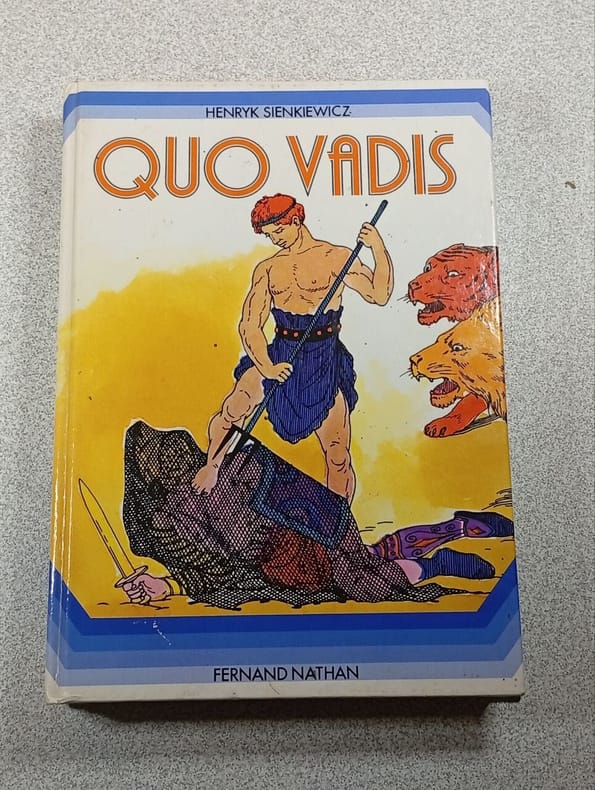 HENRYK SIENKIEWICZ
QUO VADIS
FERNAND NATHAN